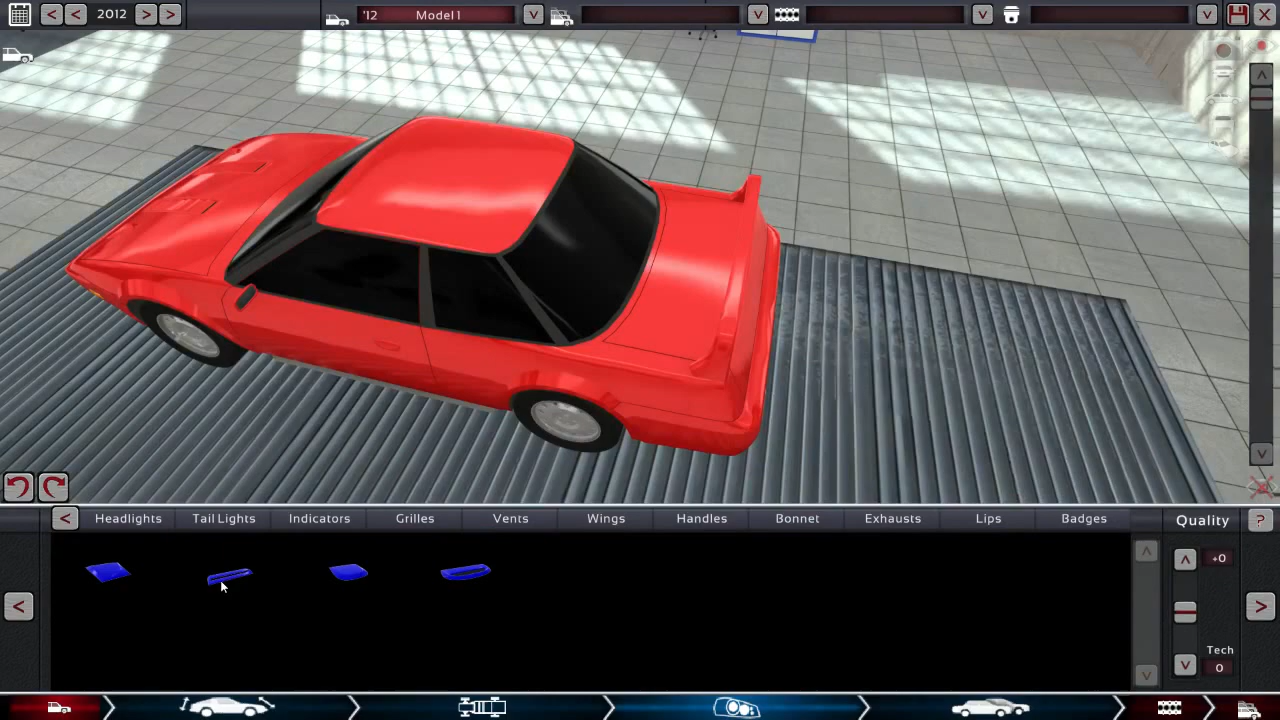 2012
'12 Model 1
Headlights Tail Lights Indicators Grilles Vents Wings Handles Bonnet Exhausts Lips Badges Quality ?
+0
Tech
0